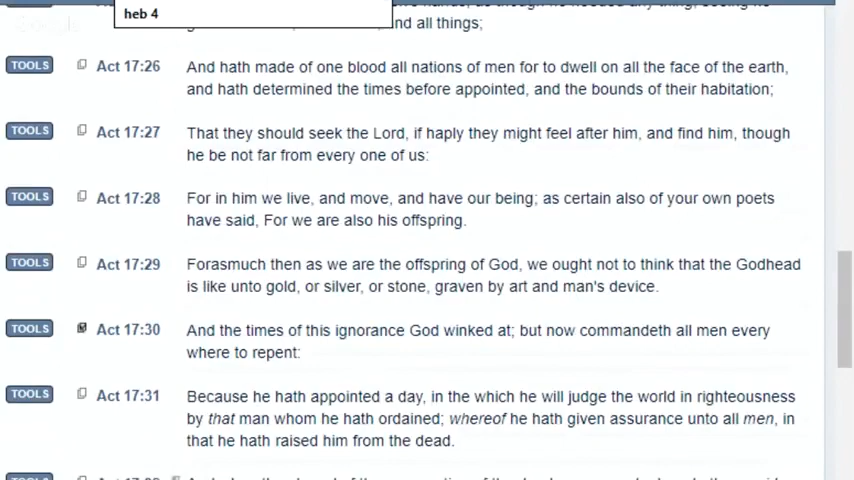 heb 4
and all things;
TOOLS Act 17:26 And hath made of one blood all nations of men for to dwell on all the face of the earth,
and hath determined the times before appointed, and the bounds of their habitation;
TOOLS Act 17:27 That they should seek the Lord, if haply they might feel after him, and find him, though
he be not far from every one of us:
TOOLS Act 17:28 For in him we live, and move, and have our being; as certain also of your own poets
have said, For we are also his offspring.
TOOLS Act 17:29 Forasmuch then as we are the offspring of God, we ought not to think that the Godhead
is like unto gold, or silver, or stone, graven by art and man's device.
TOOLS Act 17:30 And the times of this ignorance God winked at; but now commandeth all men every
where to repent:
TOOLS Act 17:31 Because he hath appointed a day, in the which he will judge the world in righteousness
by that man whom he hath ordained; whereof he hath given assurance unto all men, in
that he hath raised him from the dead.